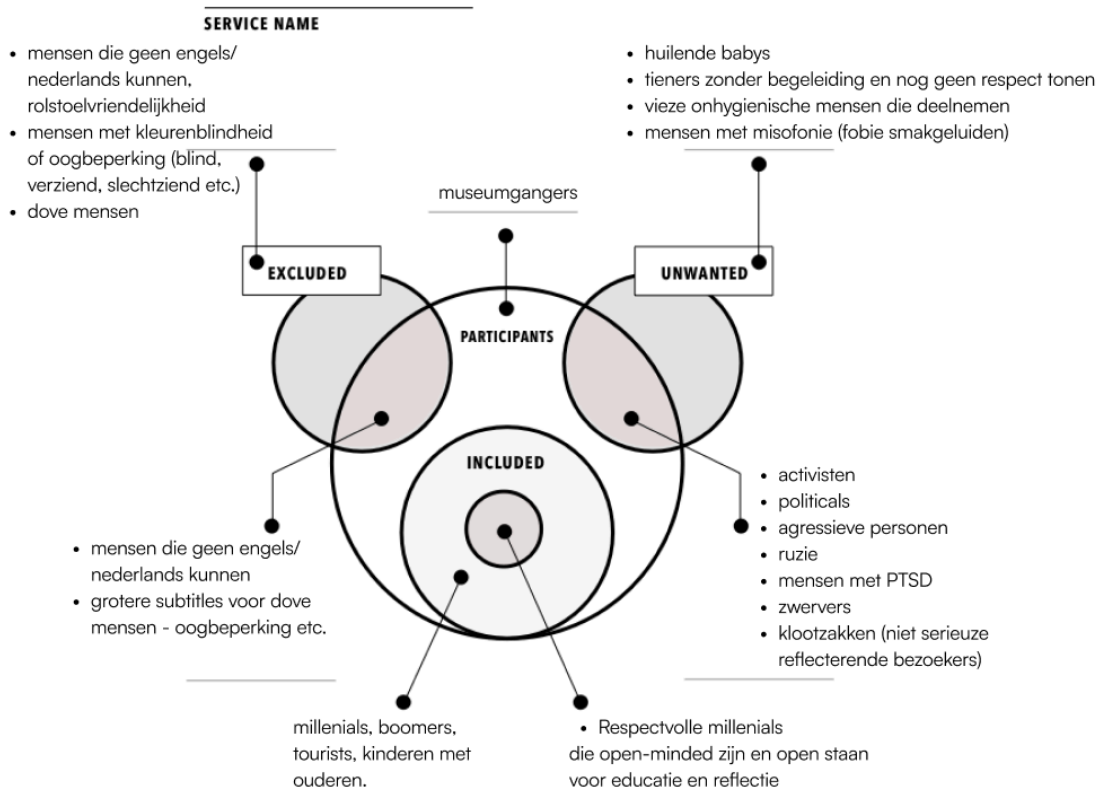 SERVICE NAME
• mensen die geen engels/
nederlands kunnen,
rolstoelvriendelijkheid
• mensen met kleurenblindheid
of oogbeperking (blind,
verziend, slechtziend etc.)
• dove mensen
• huilende babys
• tieners zonder begeleiding en nog geen respect tonen
• vieze onhygienische mensen die deelnemen
• mensen met misofonie (fobie smakgeluiden)
museumgangers
EXCLUDED
UNWANTED
PARTICIPANTS
INCLUDED
• mensen die geen engels/
nederlands kunnen
• grotere subtitles voor dove
mensen - oogbeperking etc.
• activisten
• politicals
• agressieve personen
• ruzie
• mensen met PTSD
• zwervers
• klootzakken (niet serieuze
reflecterende bezoekers)
millenials, boomers,
tourists, kinderen met
ouderen.
• Respectvolle millenials
die open-minded zijn en open staan
voor educatie en reflectie